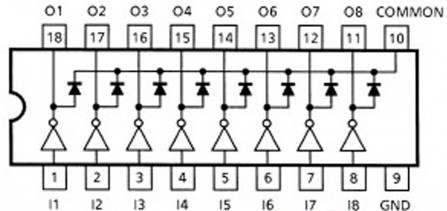 O1 O2 O3 O4 O5 O6 O7 O8 COMMON
18 17 16 15 14 13 12 11 10
1 2 3 4 5 6 7 8 9
I1 I2 I3 I4 I5 I6 I7 I8 GND